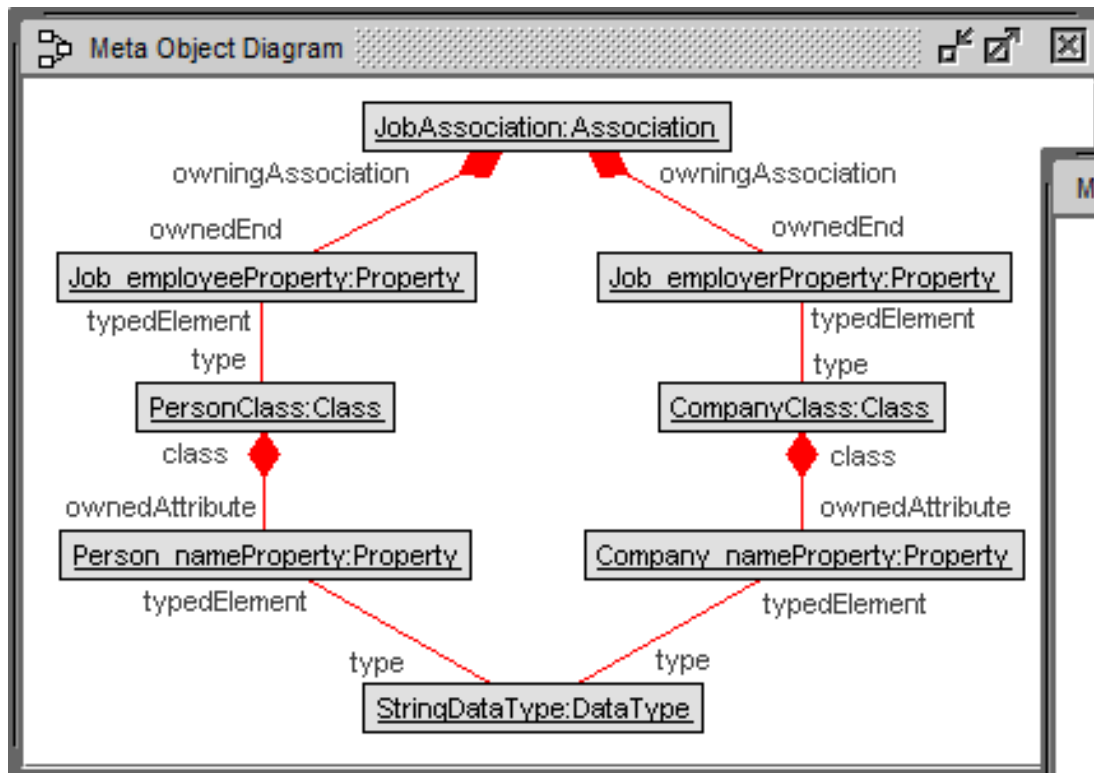 Meta Object Diagram
JobAssociation:Association
owningAssociation
owningAssociation
ownedEnd
ownedEnd
Job_employeeProperty:Property
Job_employerProperty:Property
typedElement
typedElement
type
type
PersonClass:Class
CompanyClass:Class
class
class
ownedAttribute
ownedAttribute
Person_nameProperty:Property
Company_nameProperty:Property
typedElement
typedElement
type
type
StringDataType:DataType
M